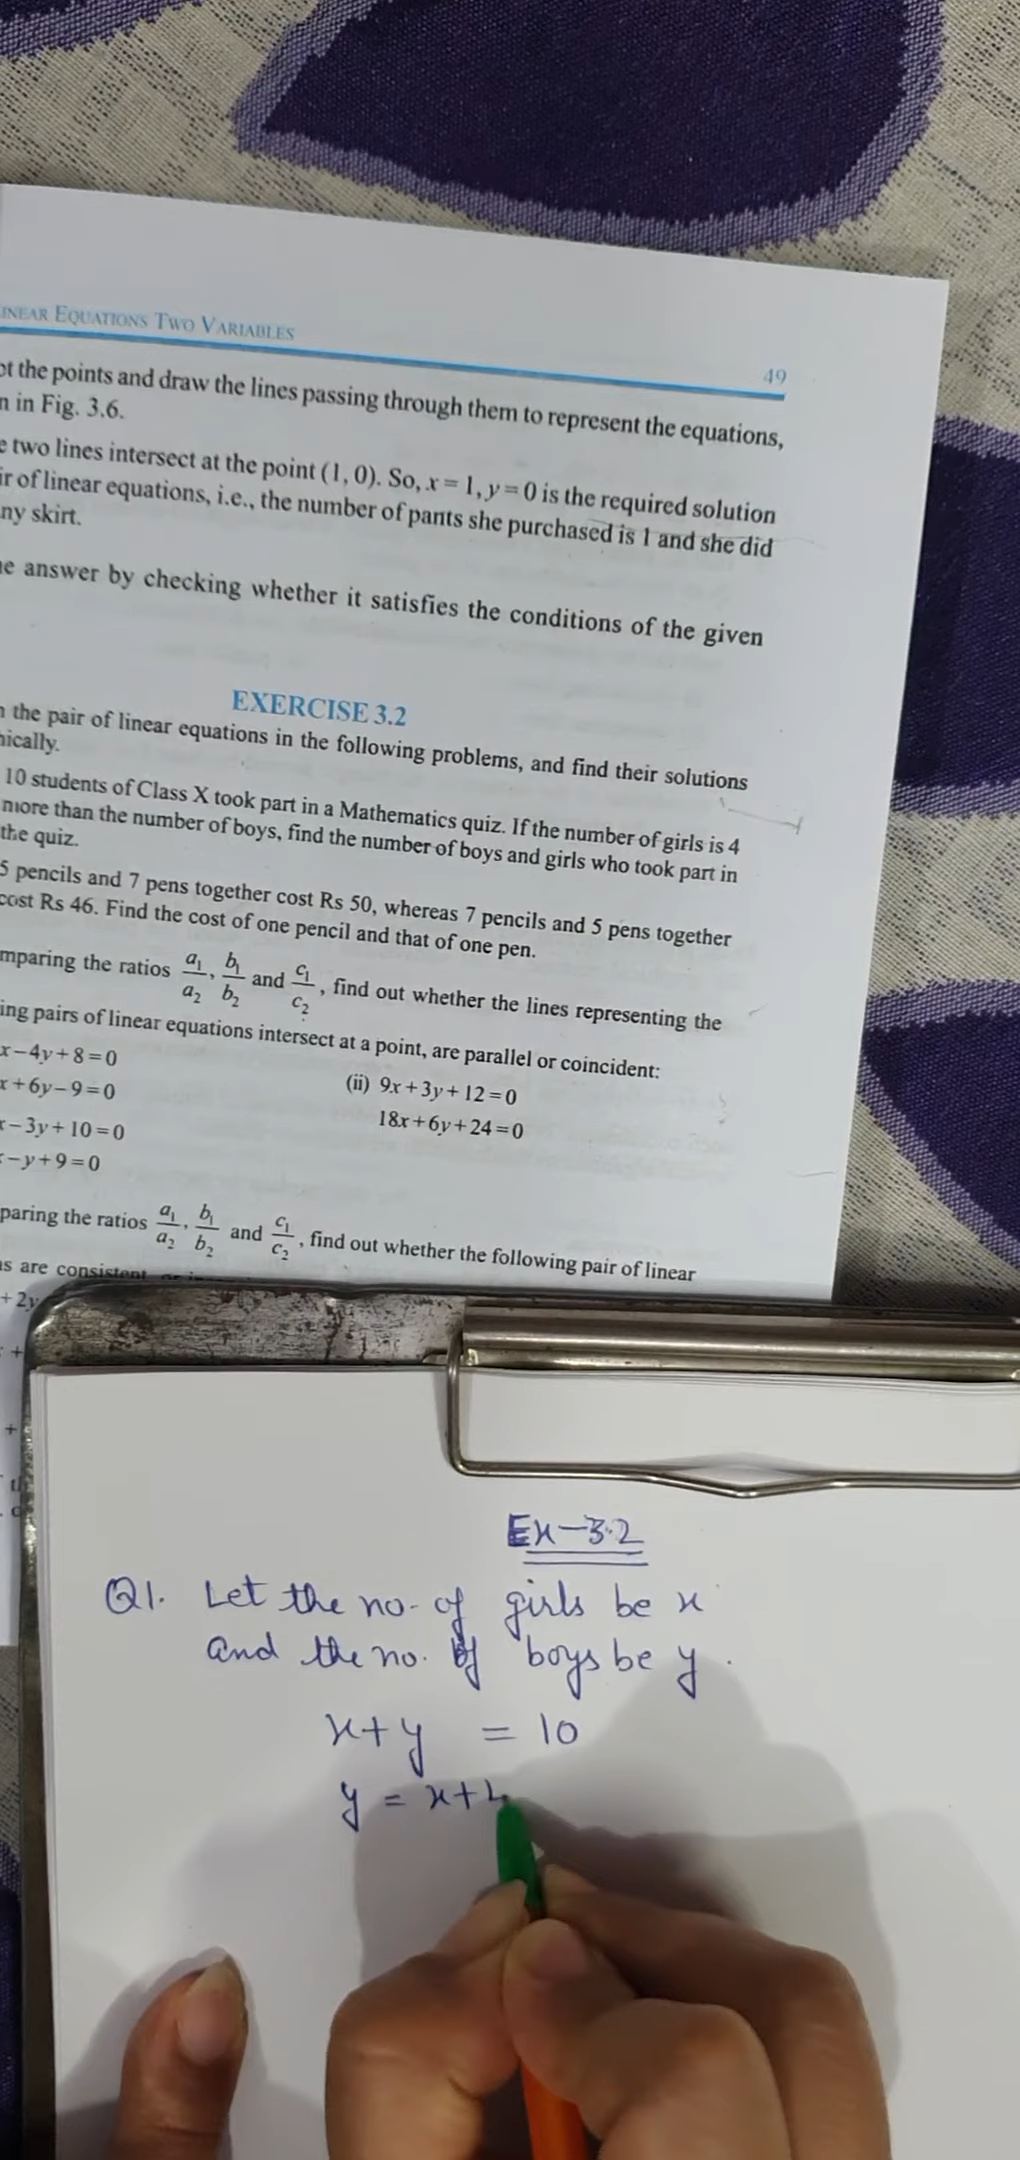 LINEAR EQUATIONS TWO VARIABLES
49
the points and draw the lines passing through them to represent the equations,
in Fig. 3.6.
two lines intersect at the point (1, 0). So, x = 1, y = 0 is the required solution
of linear equations, i.e., the number of pants she purchased is 1 and she did
skirt.
answer by checking whether it satisfies the conditions of the given
EXERCISE 3.2
the pair of linear equations in the following problems, and find their solutions
10 students of Class X took part in a Mathematics quiz. If the number of girls is 4
more than the number of boys, find the number of boys and girls who took part in
the quiz.
5 pencils and 7 pens together cost Rs 50, whereas 7 pencils and 5 pens together
cost Rs 46. Find the cost of one pencil and that of one pen.
the ratios a₁/a₂, b₁/b₂ and c₁/c₂, find out whether the lines representing the
pairs of linear equations intersect at a point, are parallel or coincident:
x – 4y + 8 = 0
(ii) 9x + 3y + 12 = 0
x + 6y – 9 = 0
18x + 6y + 24 = 0
– 3y + 10 = 0
– y + 9 = 0
the ratios a₁/a₂, b₁/b₂ and c₁/c₂, find out whether the following pair of linear
are consistent
+ 2y
Ex-3.2
Q1. Let the no. of girls be x
and the no. of boys be y.
x+y = 10
y = x+4